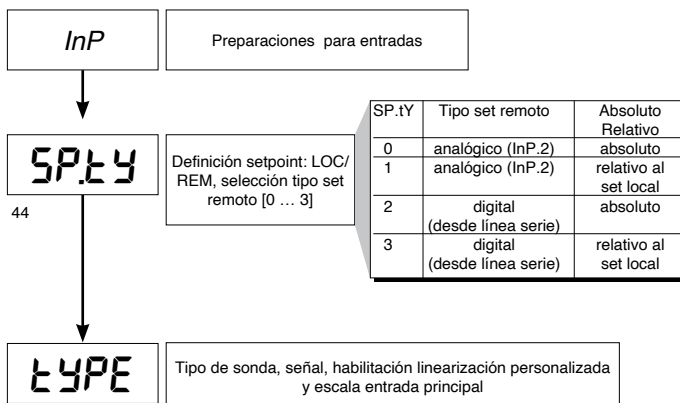 InP
Preparaciones para entradas
SP.tY
44
Definición setpoint: LOC/
REM, selección tipo set
remoto [0 … 3]
SP.tY Tipo set remoto Absoluto
Relativo
0 analógico (InP.2) absoluto
1 analógico (InP.2) relativo al
set local
2 digital absoluto
(desde línea serie)
3 digital relativo al
(desde línea serie) set local
tYPE
Tipo de sonda, señal, habilitación linearización personalizada
y escala entrada principal